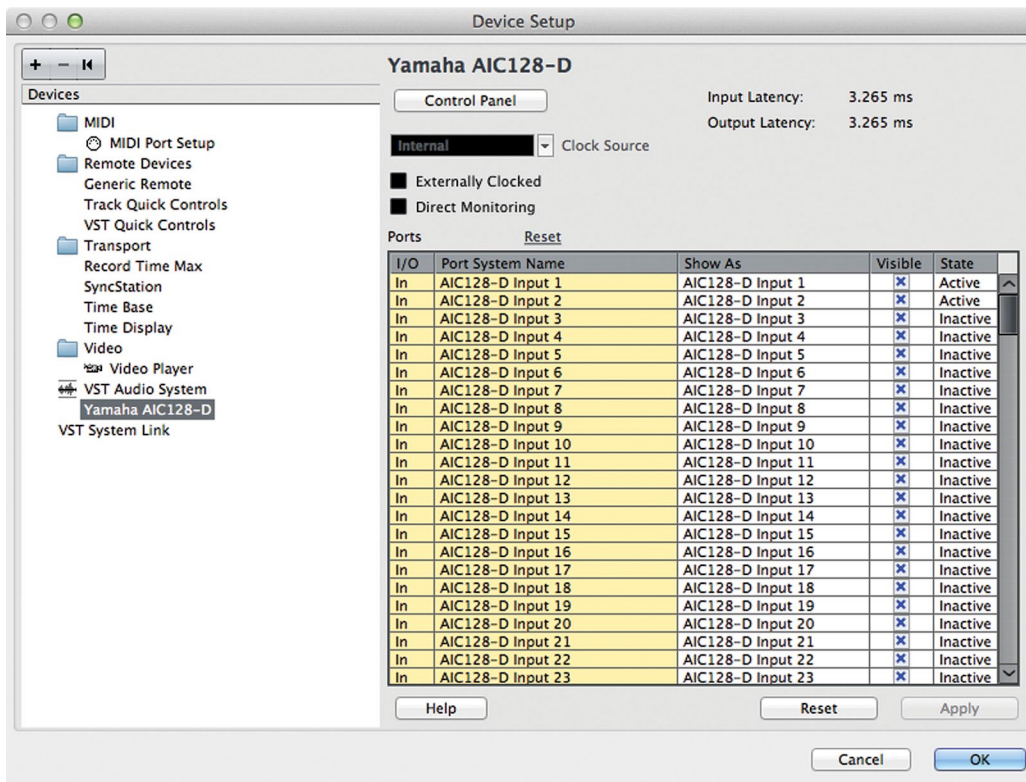 Device Setup
+ −
Devices
MIDI
MIDI Port Setup
Remote Devices
Generic Remote
Track Quick Controls
VST Quick Controls
Transport
Record Time Max
SyncStation
Time Base
Time Display
Video
Video Player
VST Audio System
Yamaha AIC128-D
VST System Link
Yamaha AIC128-D
Control Panel
Input Latency: 3.265 ms
Output Latency: 3.265 ms
Internal Clock Source
Externally Clocked
Direct Monitoring
Ports Reset
I/O Port System Name Show As Visible State
In AIC128-D Input 1 AIC128-D Input 1 Active
In AIC128-D Input 2 AIC128-D Input 2 Active
In AIC128-D Input 3 AIC128-D Input 3 Inactive
In AIC128-D Input 4 AIC128-D Input 4 Inactive
In AIC128-D Input 5 AIC128-D Input 5 Inactive
In AIC128-D Input 6 AIC128-D Input 6 Inactive
In AIC128-D Input 7 AIC128-D Input 7 Inactive
In AIC128-D Input 8 AIC128-D Input 8 Inactive
In AIC128-D Input 9 AIC128-D Input 9 Inactive
In AIC128-D Input 10 AIC128-D Input 10 Inactive
In AIC128-D Input 11 AIC128-D Input 11 Inactive
In AIC128-D Input 12 AIC128-D Input 12 Inactive
In AIC128-D Input 13 AIC128-D Input 13 Inactive
In AIC128-D Input 14 AIC128-D Input 14 Inactive
In AIC128-D Input 15 AIC128-D Input 15 Inactive
In AIC128-D Input 16 AIC128-D Input 16 Inactive
In AIC128-D Input 17 AIC128-D Input 17 Inactive
In AIC128-D Input 18 AIC128-D Input 18 Inactive
In AIC128-D Input 19 AIC128-D Input 19 Inactive
In AIC128-D Input 20 AIC128-D Input 20 Inactive
In AIC128-D Input 21 AIC128-D Input 21 Inactive
In AIC128-D Input 22 AIC128-D Input 22 Inactive
In AIC128-D Input 23 AIC128-D Input 23 Inactive
Help Reset Apply
Cancel OK